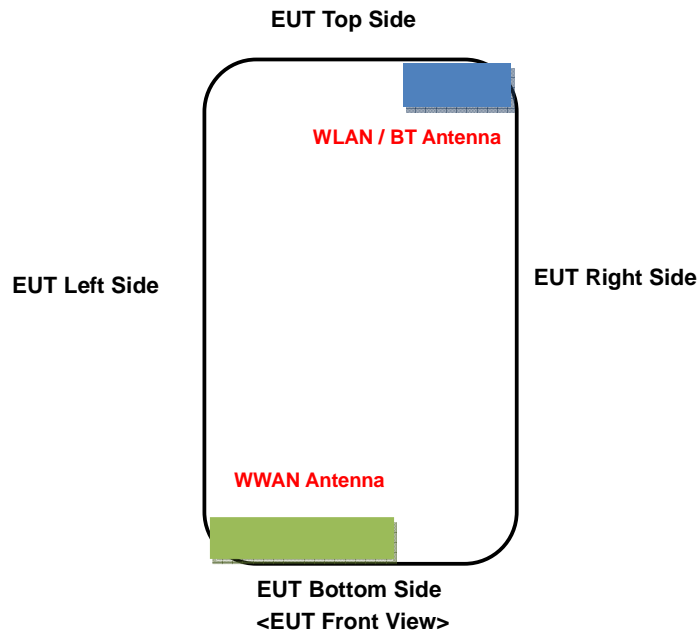 EUT Top Side
WLAN / BT Antenna
EUT Left Side
EUT Right Side
WWAN Antenna
EUT Bottom Side
<EUT Front View>